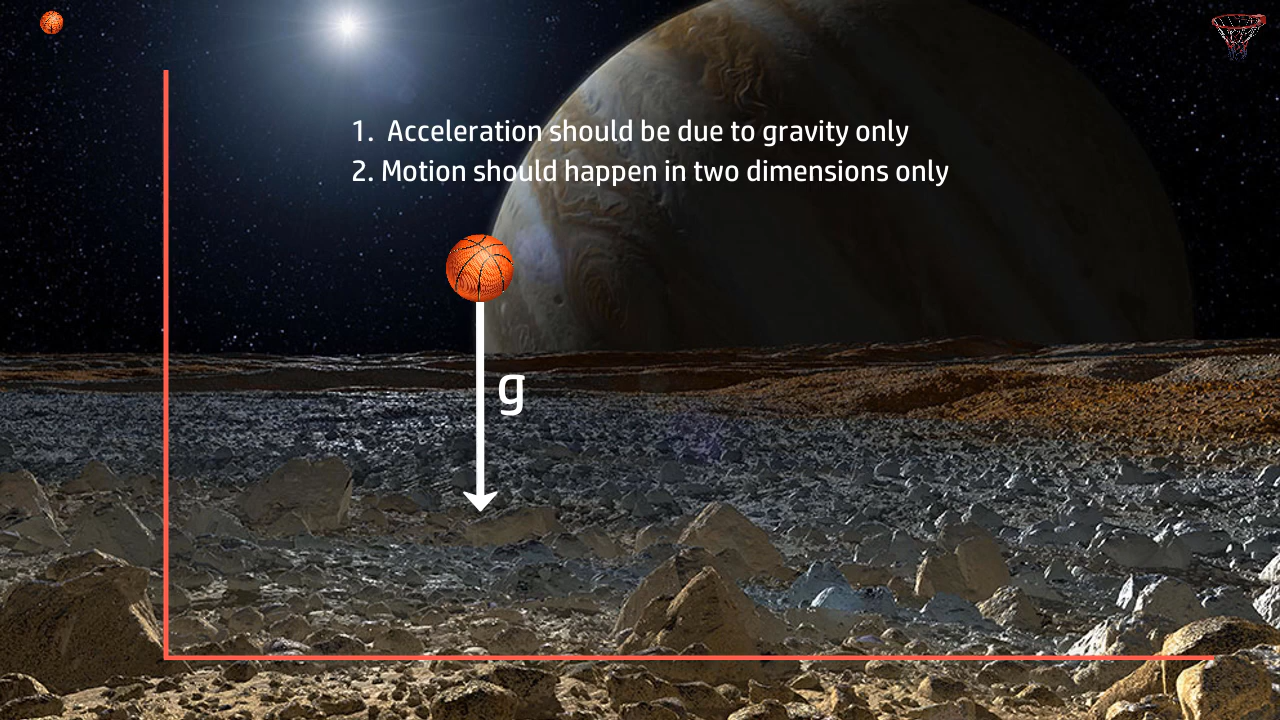 1. Acceleration should be due to gravity only
2. Motion should happen in two dimensions only
g